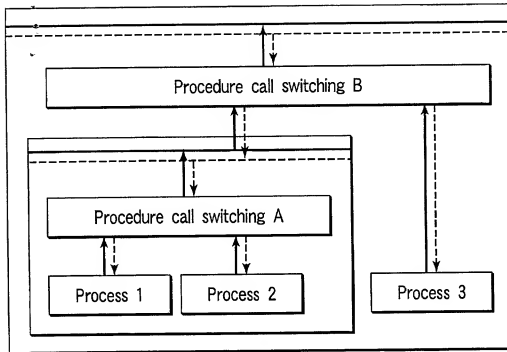 Procedure call switching B
Procedure call switching A
Process 1
Process 2
Process 3